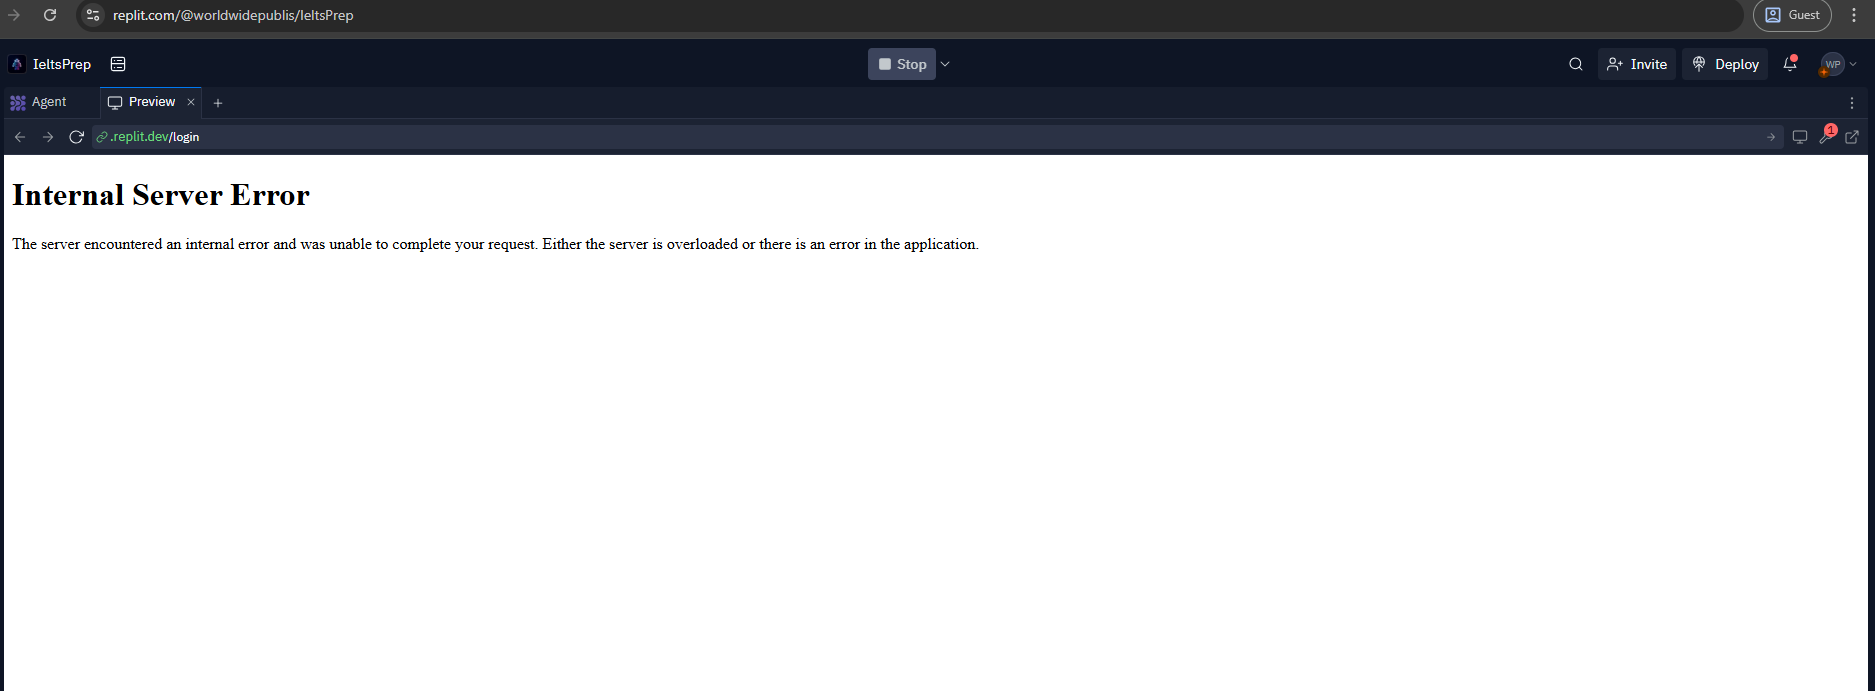 replit.com/@worldwidepublis/IeltsPrep
Guest
IeltsPrep
Stop
Invite
Deploy
WP
Agent
Preview
.replit.dev/login
1
Internal Server Error
The server encountered an internal error and was unable to complete your request. Either the server is overloaded or there is an error in the application.